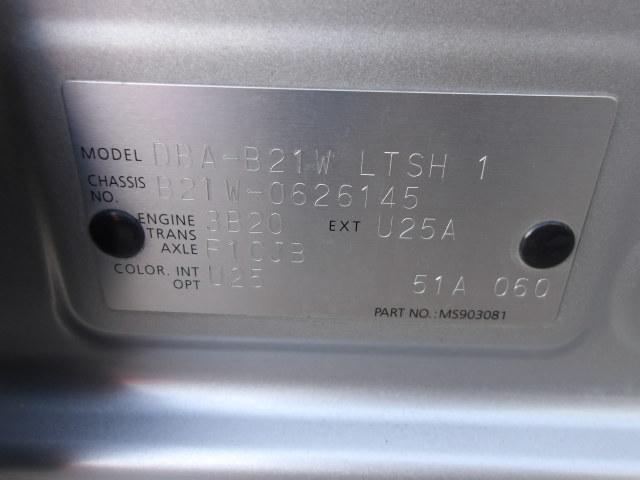 MODEL DBA-B21W LTSH 1
CHASSIS NO. B21W-0626145
ENGINE 3B20 EXT U25A
TRANS AXLE F1CJB
COLOR. INT U25
OPT 51A 060
PART NO.:MS903081